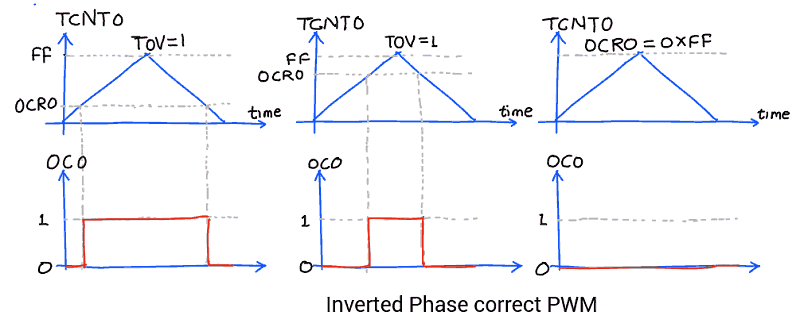 TCNT0
TOV=1
FF
OCR0
time
OC0
1
0
TCNT0
TOV=1
FF
OCR0
time
OC0
1
0
TCNT0
OCR0 = 0XFF
time
OC0
1
0
Inverted Phase correct PWM